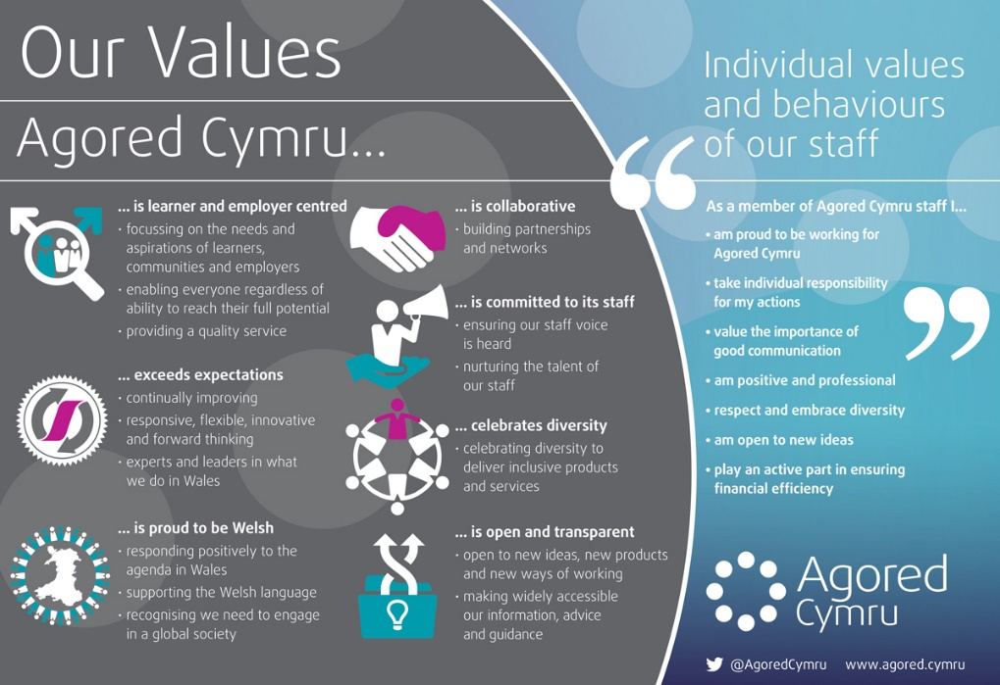 Our Values
Agored Cymru...
... is learner and employer centred
· focussing on the needs and
aspirations of learners,
communities and employers
· enabling everyone regardless of
ability to reach their full potential
· providing a quality service
... exceeds expectations
· continually improving
· responsive, flexible, innovative
and forward thinking
· experts and leaders in what
we do in Wales
... is proud to be Welsh
· responding positively to the
agenda in Wales
· supporting the Welsh language
· recognising we need to engage
in a global society
... is collaborative
· building partnerships
and networks
... is committed to its staff
· ensuring our staff voice
is heard
· nurturing the talent of
our staff
... celebrates diversity
· celebrating diversity to
deliver inclusive products
and services
... is open and transparent
· open to new ideas, new products
and new ways of working
· making widely accessible
our information, advice
and guidance
Individual values
and behaviours
of our staff
“
As a member of Agored Cymru staff I...
• am proud to be working for
Agored Cymru
• take individual responsibility
for my actions
• value the importance of
good communication
• am positive and professional
• respect and embrace diversity
• am open to new ideas
• play an active part in ensuring
financial efficiency
”
Agored
Cymru
@AgoredCymru www.agored.cymru